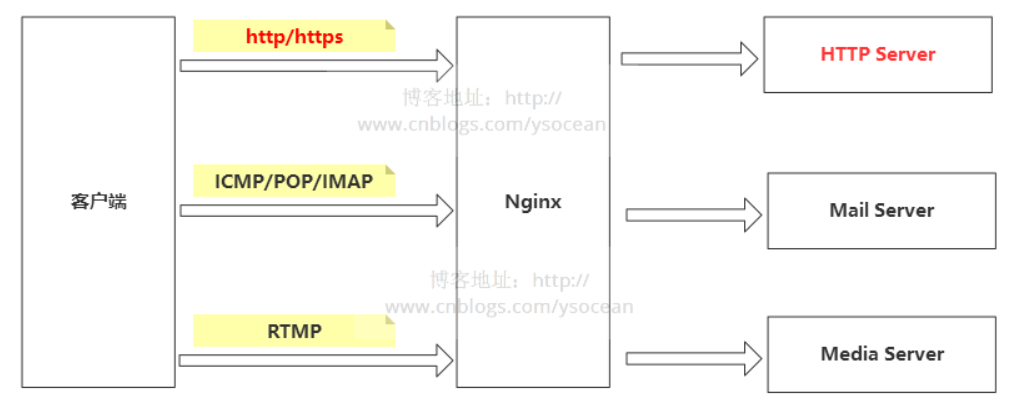 http/https
HTTP Server
博客地址：http://
www.cnblogs.com/ysocean
ICMP/POP/IMAP
客户端
Nginx
Mail Server
博客地址：http://
www.cnblogs.com/ysocean
RTMP
Media Server